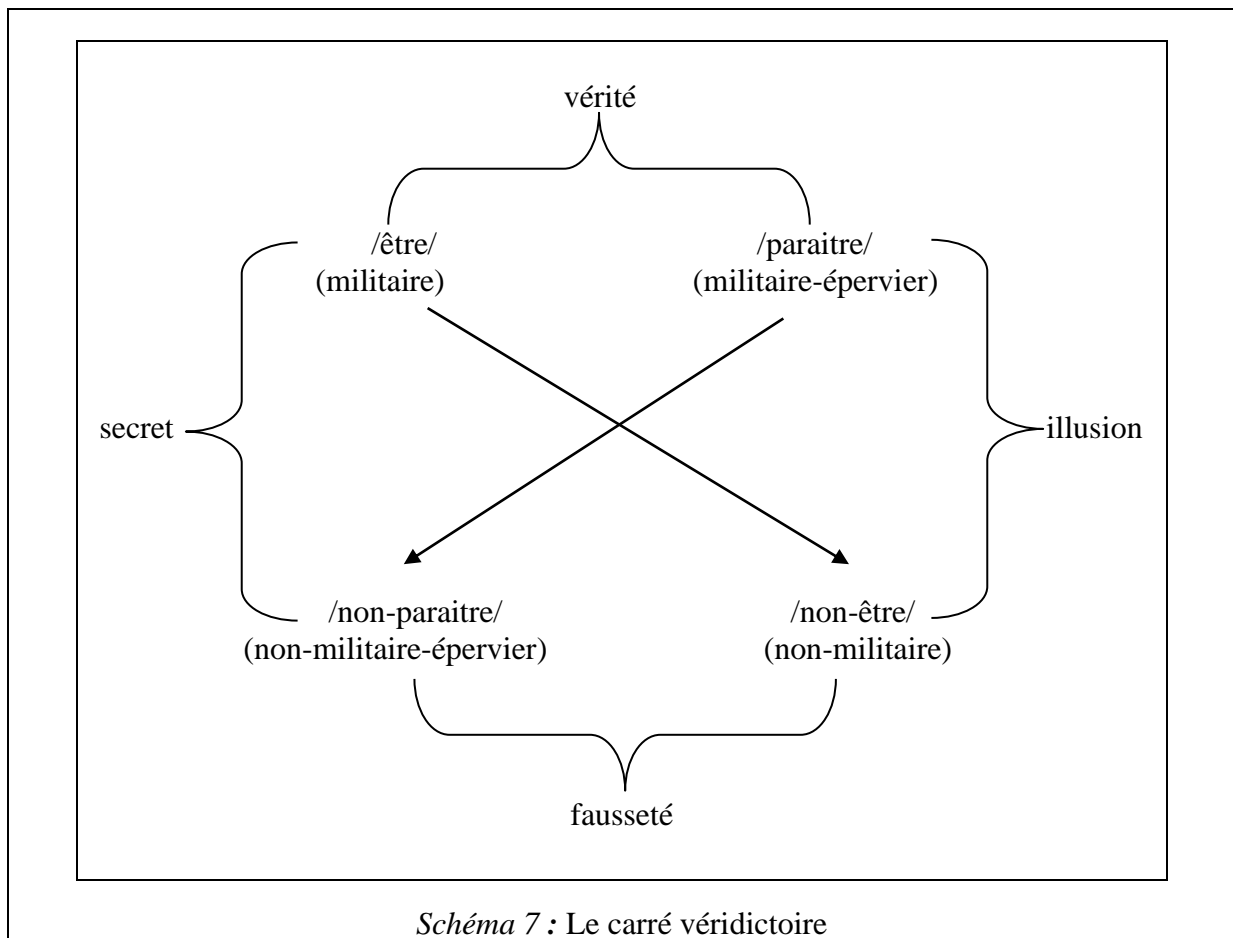 vérité
/être/ /paraitre/
(militaire) (militaire-épervier)
secret illusion
/non-paraitre/ /non-être/
(non-militaire-épervier) (non-militaire)
fausseté
Schéma 7 : Le carré véridictoire